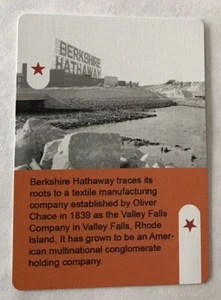 BERKSHIRE
HATHAWAY
Berkshire Hathaway traces its
roots to a textile manufacturing
company established by Oliver
Chace in 1839 as the Valley Falls
Company in Valley Falls, Rhode
Island. It has grown to be an Amer-
ican multinational conglomerate
holding company.